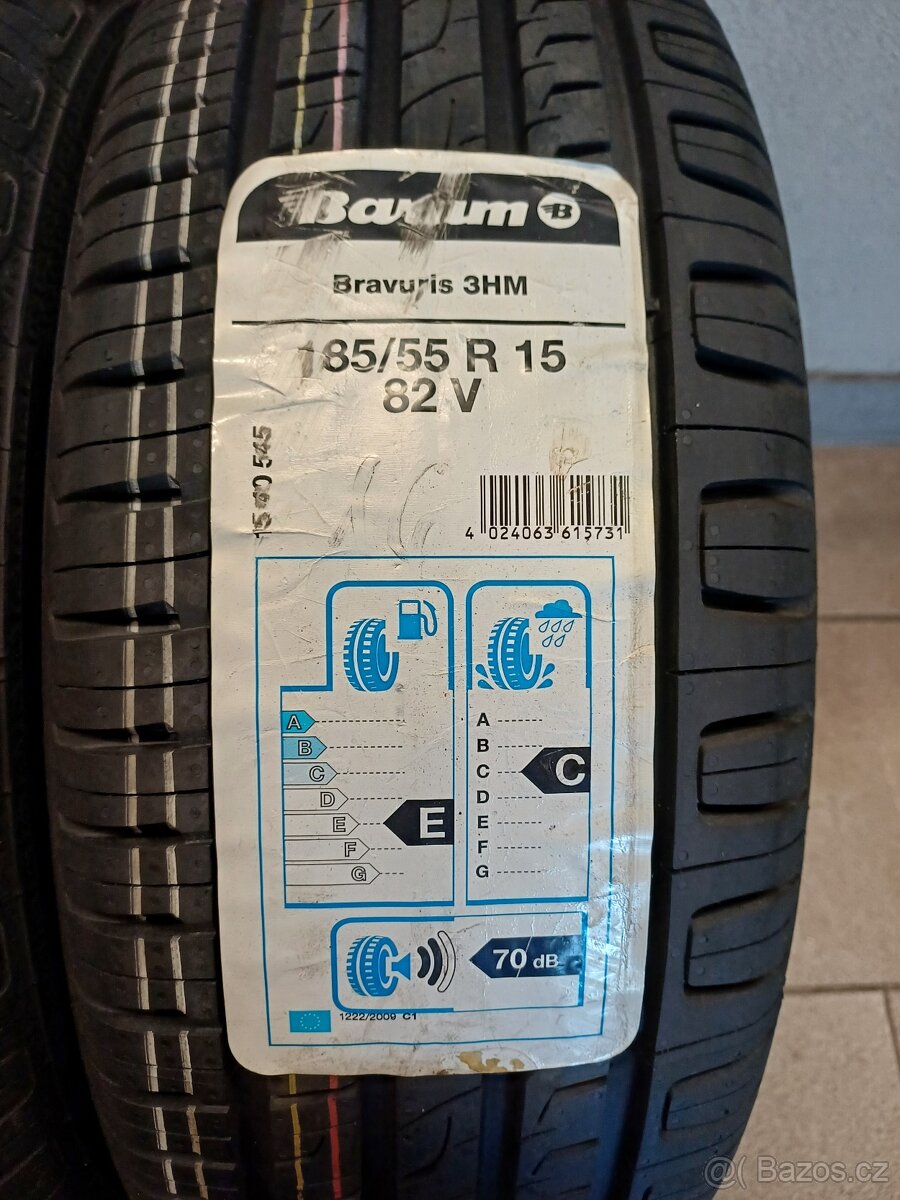 Barum B
Bravuris 3HM
185/55 R 15
82 V
15 40 545
4 024063 615731
A
B
C
D
E
F
G
E
A
B
C
D
E
F
G
C
70 dB
1222/2009 C1
Bazos.cz